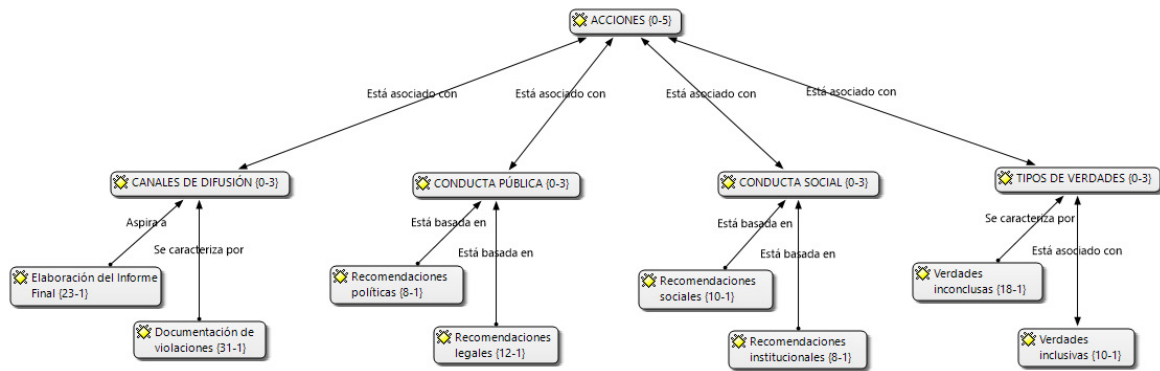 ACCIONES {0-5}
Está asociado con
Está asociado con
Está asociado con
Está asociado con
CANALES DE DIFUSIÓN {0-3}
CONDUCTA PÚBLICA {0-3}
CONDUCTA SOCIAL {0-3}
TIPOS DE VERDADES {0-3}
Aspira a
Se caracteriza por
Está basada en
Está basada en
Está basada en
Está basada en
Se caracteriza por
Está asociado con
Elaboración del Informe
Final {23-1}
Documentación de
violaciones {31-1}
Recomendaciones
políticas {8-1}
Recomendaciones
legales {12-1}
Recomendaciones
sociales {10-1}
Recomendaciones
institucionales {8-1}
Verdades
inconclusas {18-1}
Verdades
inclusivas {10-1}